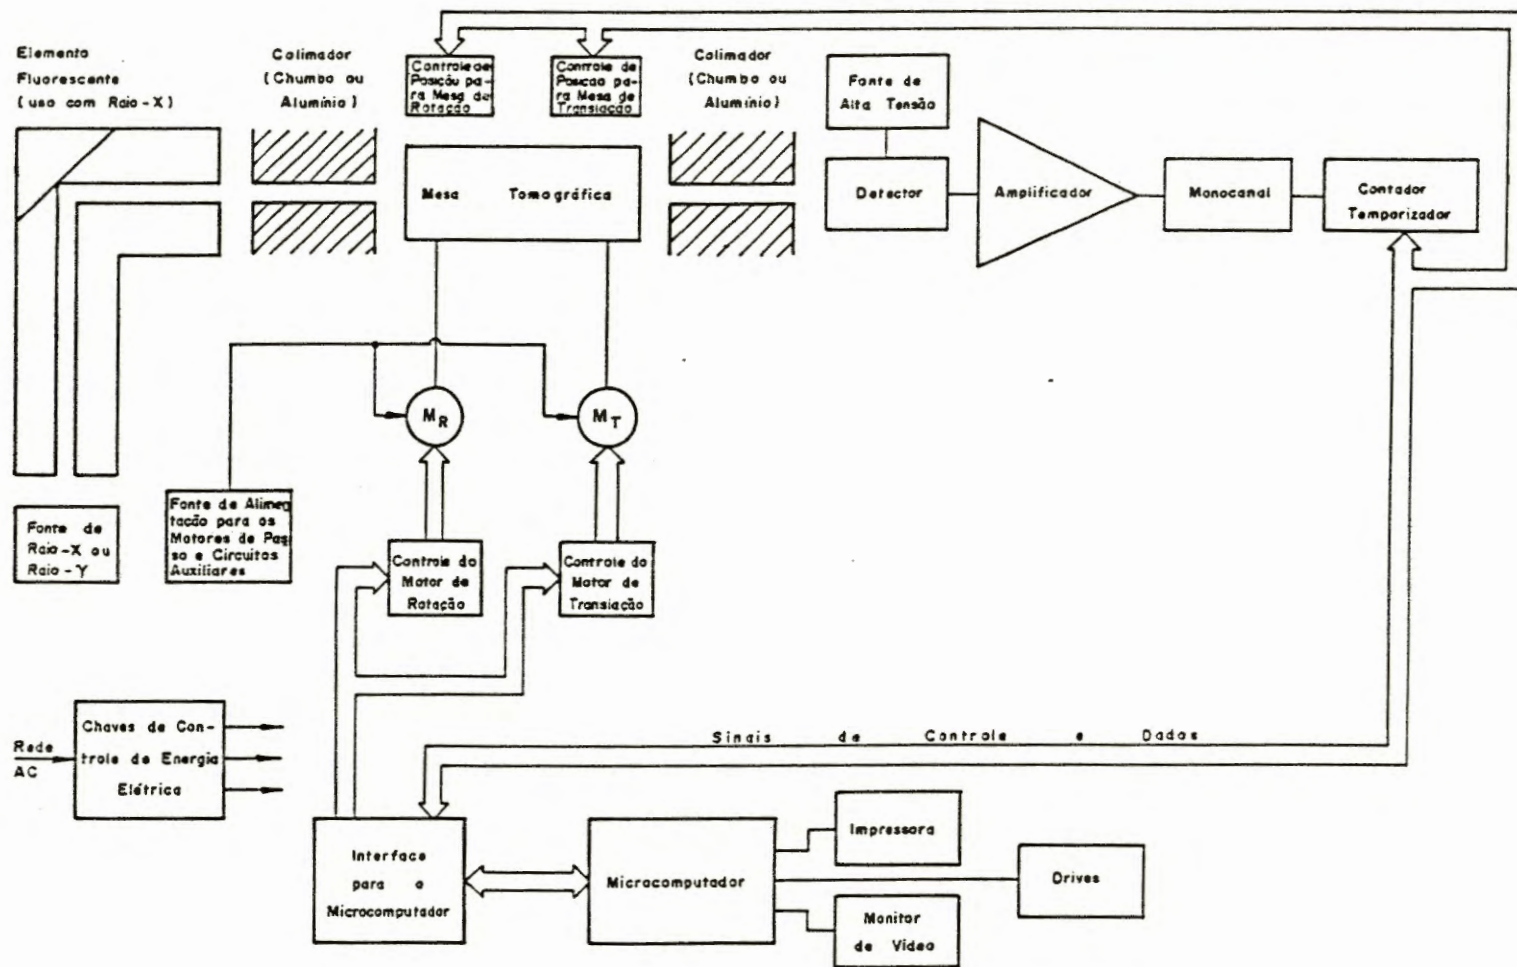 Elemento
Fluorescente
(uso com Raio-X)
Colimador
(Chumbo ou
Alumínio)
Controle de
Posição pa-
ra Mesa de
Rotação
Controle de
Posição pa-
ra Mesa de
Translação
Colimador
(Chumbo ou
Alumínio)
Fonte de
Alta Tensão
Mesa Tomográfica
Detector
Amplificador
Monocanal
Contador
Temporizador
MR
MT
Fonte de
Raio-X ou
Raio-γ
Fonte de Alimen
tação para os
Motores de Pas
so e Circuitos
Auxiliares
Controle do
Motor de
Rotação
Controle do
Motor de
Translação
Rede
AC
Chaves de Con-
trole de Energia
Elétrica
Sinais de Controle e Dados
Interface
para o
Microcomputador
Microcomputador
Impressora
Drives
Monitor
de Vídeo